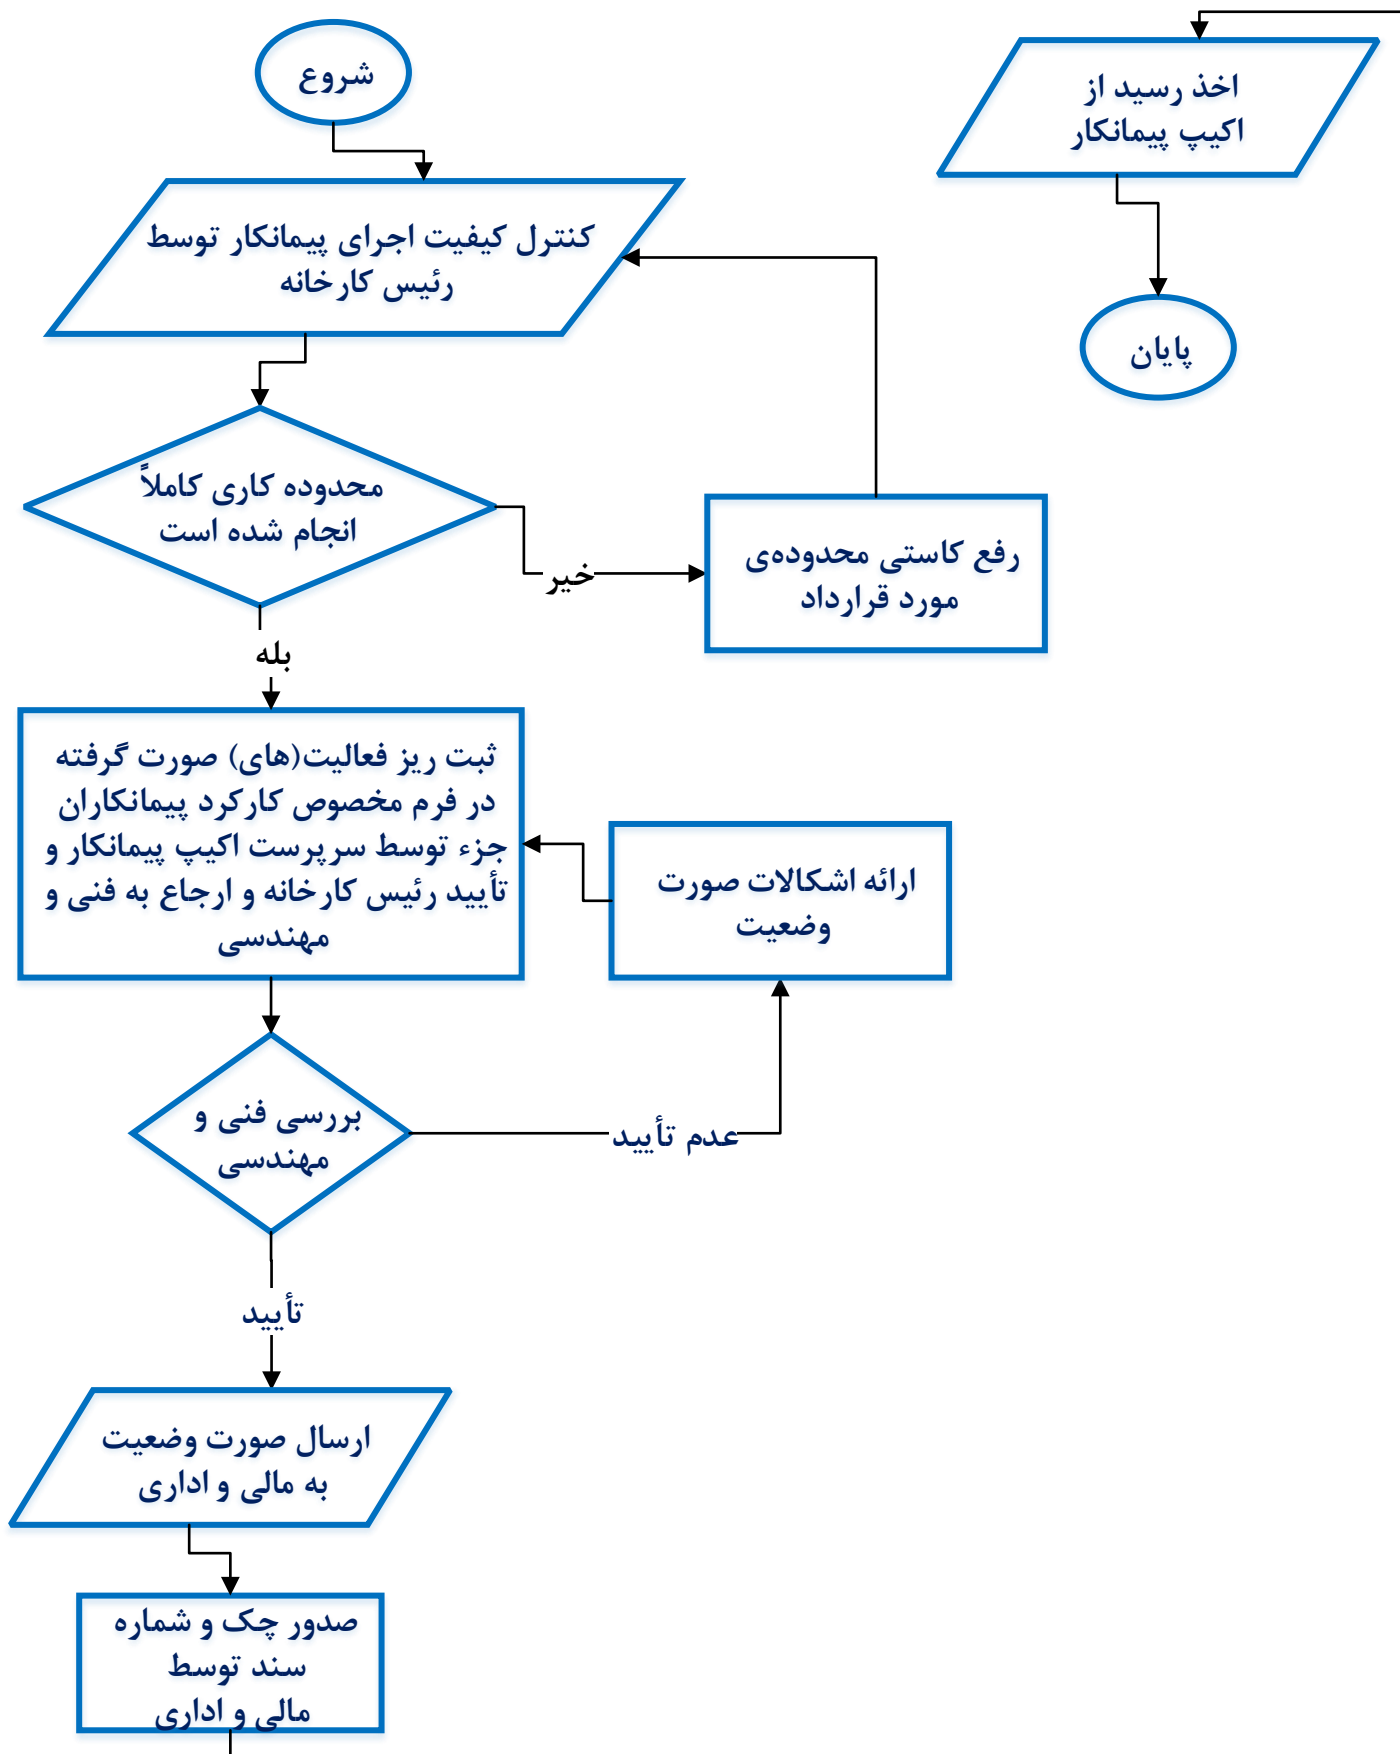 شروع
کنترل کیفیت اجرای پیمانکار توسط
رئیس کارخانه
محدوده کاری کاملاً
انجام شده است
خیر
رفع کاستی محدوده‌ی
مورد قرارداد
بله
ثبت ریز فعالیت(های) صورت گرفته
در فرم مخصوص کارکرد پیمانکاران
جزء توسط سرپرست اکیپ پیمانکار و
تأیید رئیس کارخانه و ارجاع به فنی و
مهندسی
ارائه اشکالات صورت
وضعیت
بررسی فنی و
مهندسی
عدم تأیید
تأیید
ارسال صورت وضعیت
به مالی و اداری
صدور چک و شماره
سند توسط
مالی و اداری
اخذ رسید از
اکیپ پیمانکار
پایان